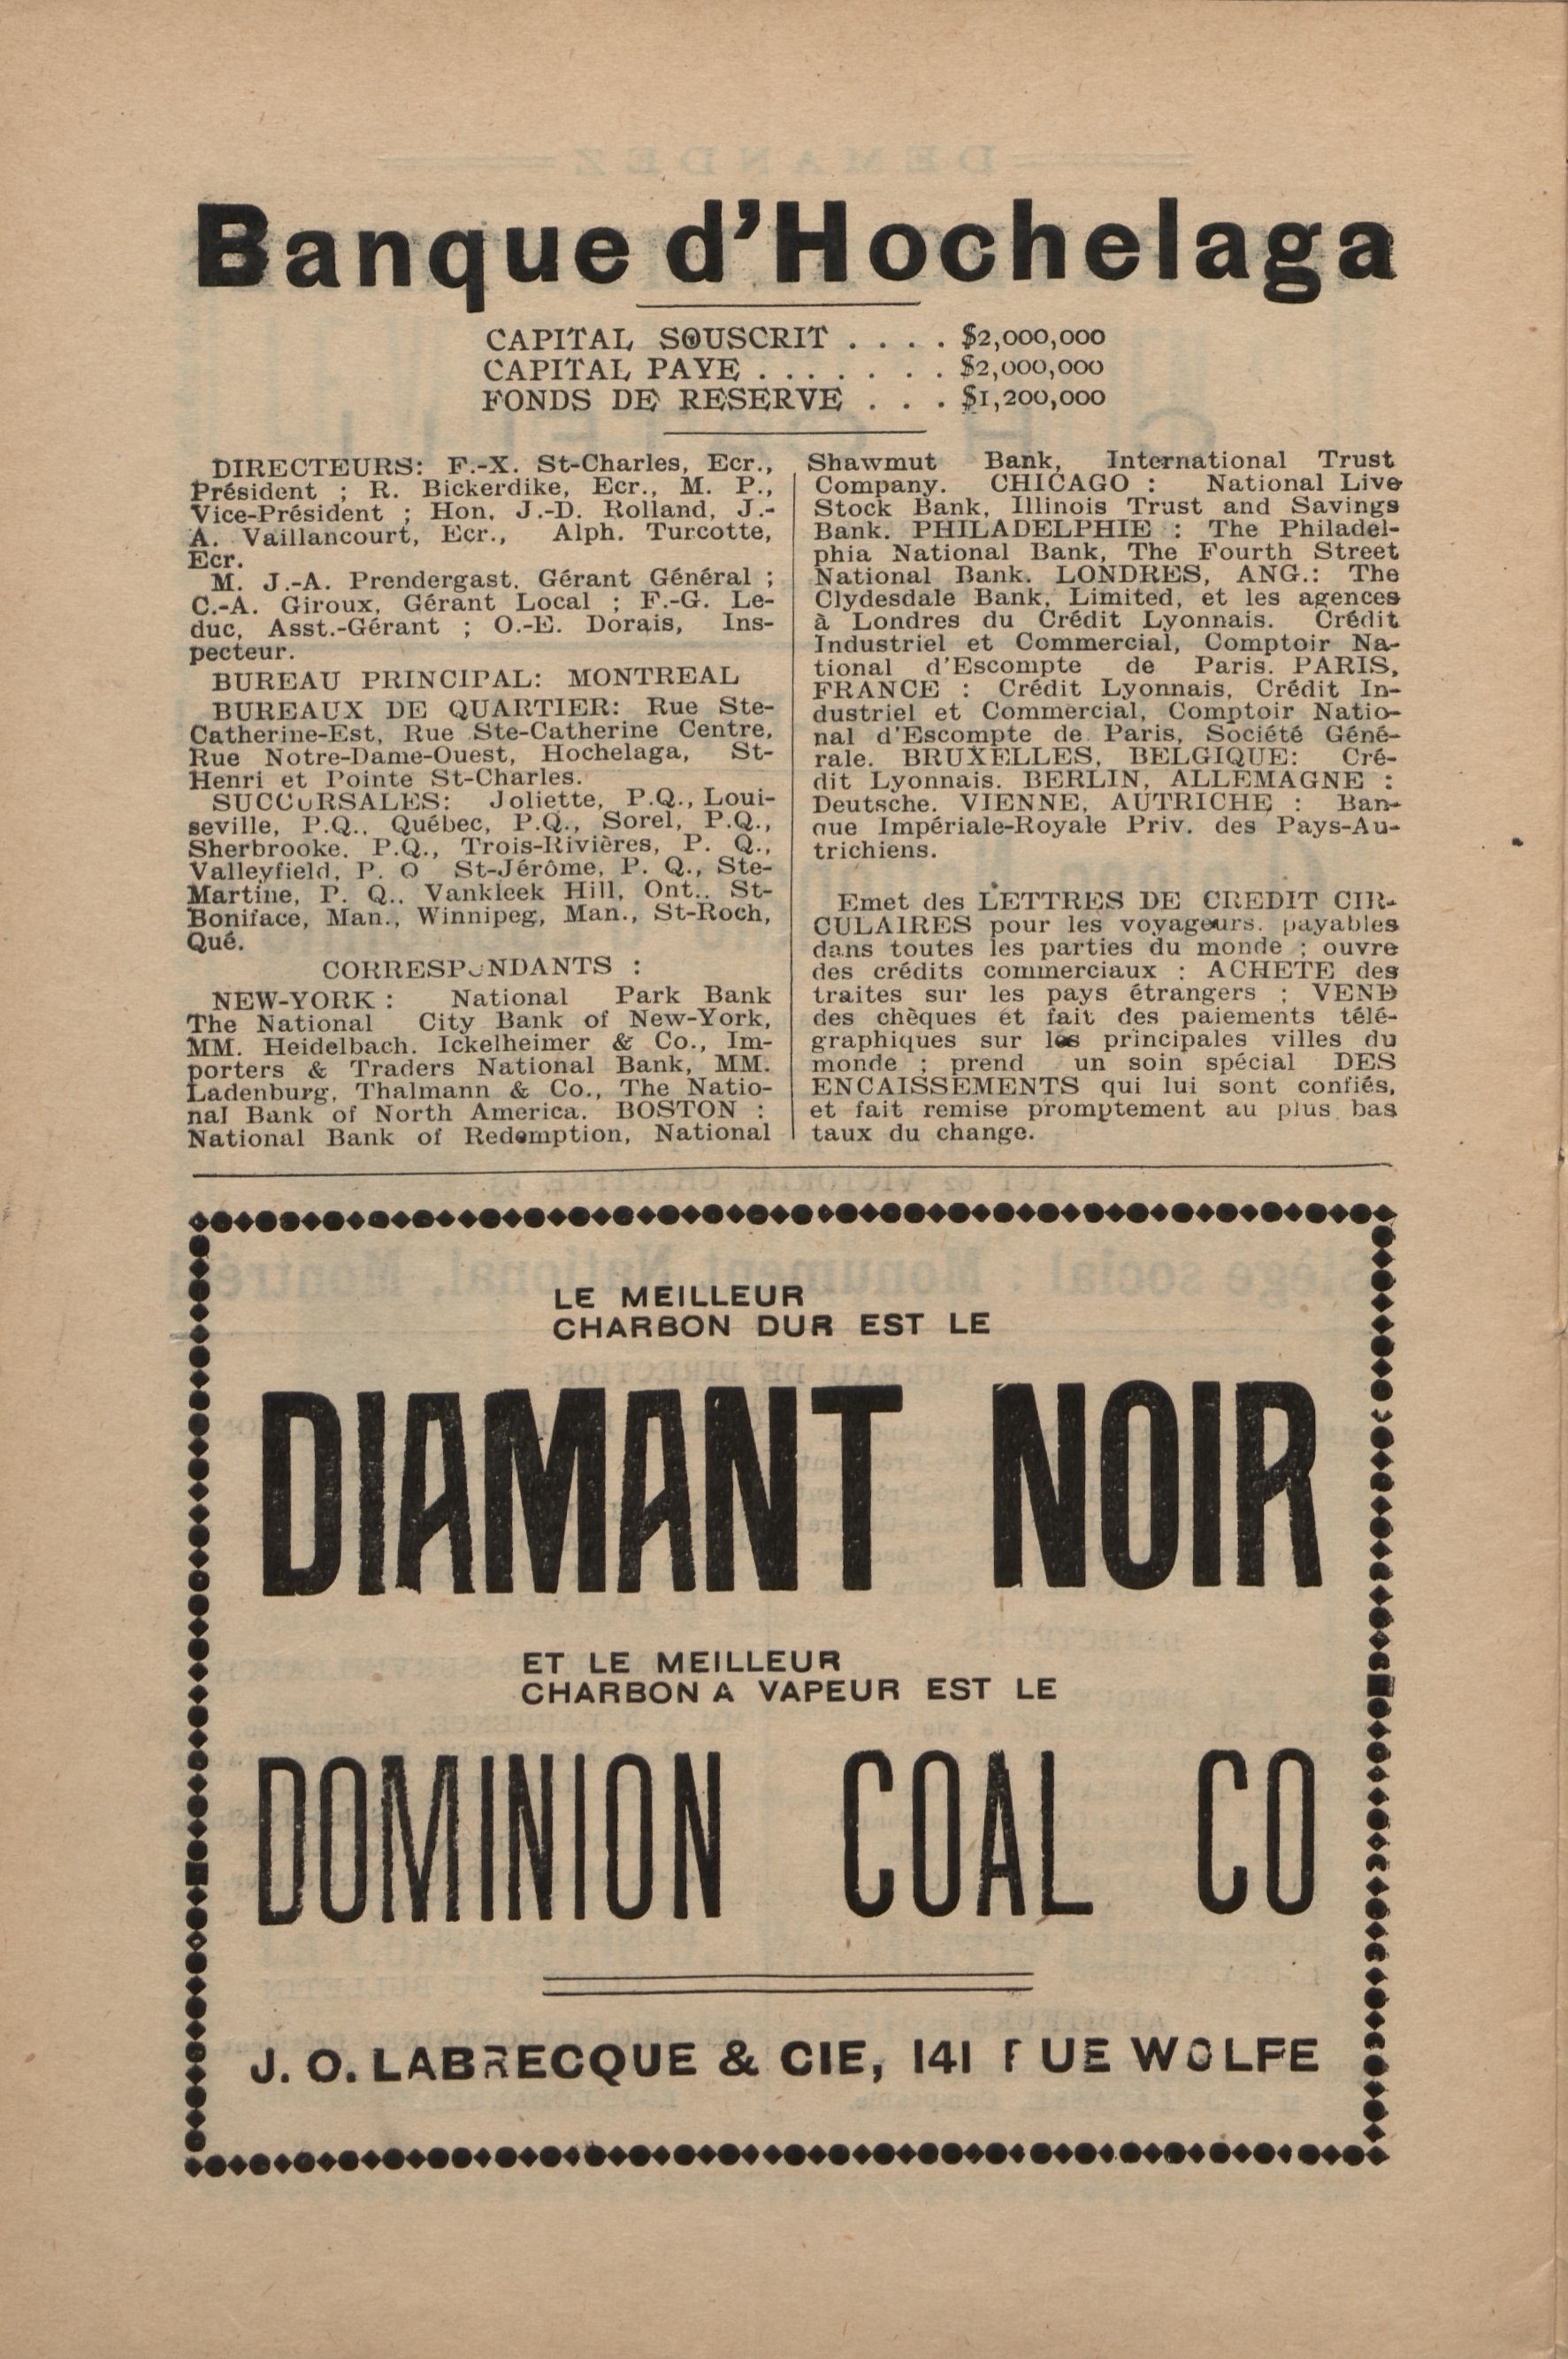 Banque d'Hochelaga
CAPITAL SOUSCRIT . . . . $2,000,000
CAPITAL PAYE . . . . . . . $2,000,000
FONDS DE RESERVE . . . $1,200,000
DIRECTEURS: F.-X. St-Charles, Ecr.,
Président ; R. Bickerdike, Ecr., M. P.,
Vice-Président ; Hon. J.-D. Rolland, J.-
A. Vaillancourt, Ecr., Alph. Turcotte,
Ecr.
M. J.-A. Prendergast, Gérant Général ;
C.-A. Giroux, Gérant Local ; F.-G. Le-
duc, Asst.-Gérant ; O.-E. Dorais, Ins-
pecteur.
BUREAU PRINCIPAL: MONTREAL
BUREAUX DE QUARTIER: Rue Ste-
Catherine-Est, Rue Ste-Catherine Centre,
Rue Notre-Dame-Ouest, Hochelaga, St-
Henri et Pointe St-Charles.
SUCCURSALES: Joliette, P.Q., Loui-
seville, P.Q., Québec, P.Q., Sorel, P.Q.,
Sherbrooke, P.Q., Trois-Rivières, P. Q.,
Valleyfield, P. O St-Jérôme, P. Q., Ste-
Martine, P. Q., Vankleek Hill, Ont., St-
Boniface, Man., Winnipeg, Man., St-Roch,
Qué.
CORRESPONDANTS :
NEW-YORK : National Park Bank
The National City Bank of New-York,
MM. Heidelbach, Ickelheimer & Co., Im-
porters & Traders National Bank, MM.
Ladenburg, Thalmann & Co., The Natio-
nal Bank of North America. BOSTON :
National Bank of Redemption, National
Shawmut Bank, International Trust
Company. CHICAGO : National Live
Stock Bank, Illinois Trust and Savings
Bank. PHILADELPHIE : The Philadel-
phia National Bank, The Fourth Street
National Bank. LONDRES, ANG.: The
Clydesdale Bank, Limited, et les agences
à Londres du Crédit Lyonnais. Crédit
Industriel et Commercial, Comptoir Na-
tional d'Escompte de Paris. PARIS,
FRANCE : Crédit Lyonnais, Crédit In-
dustriel et Commercial, Comptoir Natio-
nal d'Escompte de Paris, Société Géné-
rale. BRUXELLES, BELGIQUE: Cré-
dit Lyonnais. BERLIN, ALLEMAGNE :
Deutsche. VIENNE, AUTRICHE : Ban-
que Impériale-Royale Priv. des Pays-Au-
trichiens.
Emet des LETTRES DE CREDIT CIR-
CULAIRES pour les voyageurs, payables
dans toutes les parties du monde ; ouvre
des crédits commerciaux ; ACHETE des
traites sur les pays étrangers ; VEND
des chèques et fait des paiements télé-
graphiques sur les principales villes du
monde ; prend un soin spécial DES
ENCAISSEMENTS qui lui sont confiés,
et fait remise promptement au plus bas
taux du change.
LE MEILLEUR
CHARBON DUR EST LE
DIAMANT NOIR
ET LE MEILLEUR
CHARBON A VAPEUR EST LE
DOMINION COAL CO
J. O. LABRECQUE & CIE, 141 RUE WOLFE